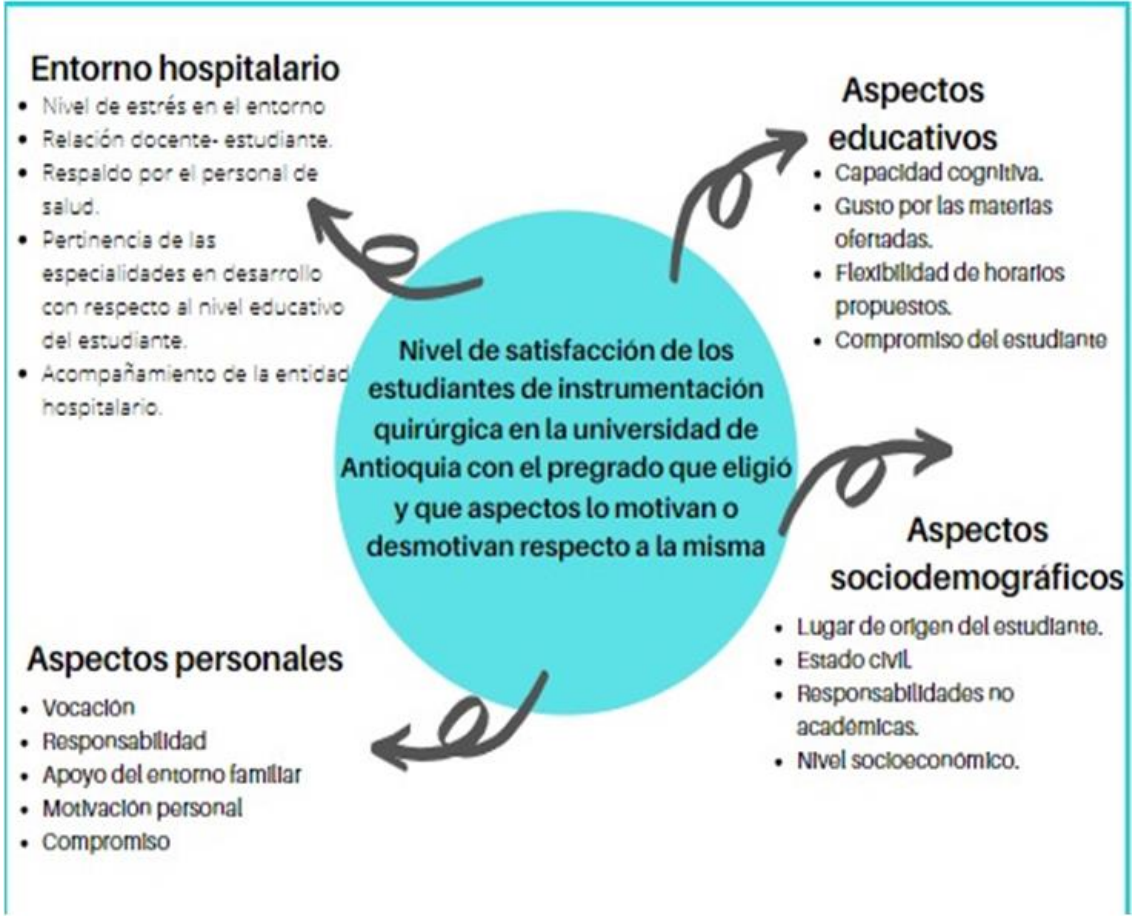 Entorno hospitalario
• Nivel de estrés en el entorno
• Relación docente- estudiante.
• Respaldo por el personal de
salud.
• Pertinencia de las
especialidades en desarrollo
con respecto al nivel educativo
del estudiante.
• Acompañamiento de la entidad
hospitalario.
Aspectos
educativos
• Capacidad cognitiva.
• Gusto por las materias
ofertadas.
• Flexibilidad de horarios
propuestos.
• Compromiso del estudiante
Nivel de satisfacción de los
estudiantes de instrumentación
quirúrgica en la universidad de
Antioquia con el pregrado que eligió
y que aspectos lo motivan o
desmotivan respecto a la misma
Aspectos
sociodemográficos
• Lugar de origen del estudiante.
• Estado civil.
• Responsabilidades no
académicas.
• Nivel socioeconómico.
Aspectos personales
• Vocación
• Responsabilidad
• Apoyo del entorno familiar
• Motivación personal
• Compromiso